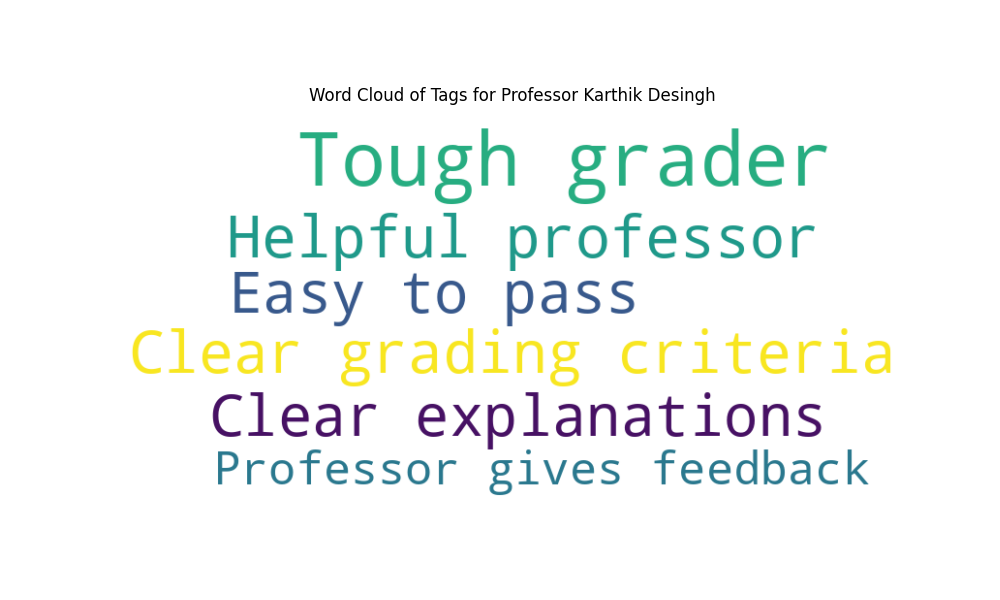 Word Cloud of Tags for Professor Karthik Desingh
Tough grader
Helpful professor
Easy to pass
Clear grading criteria
Clear explanations
Professor gives feedback